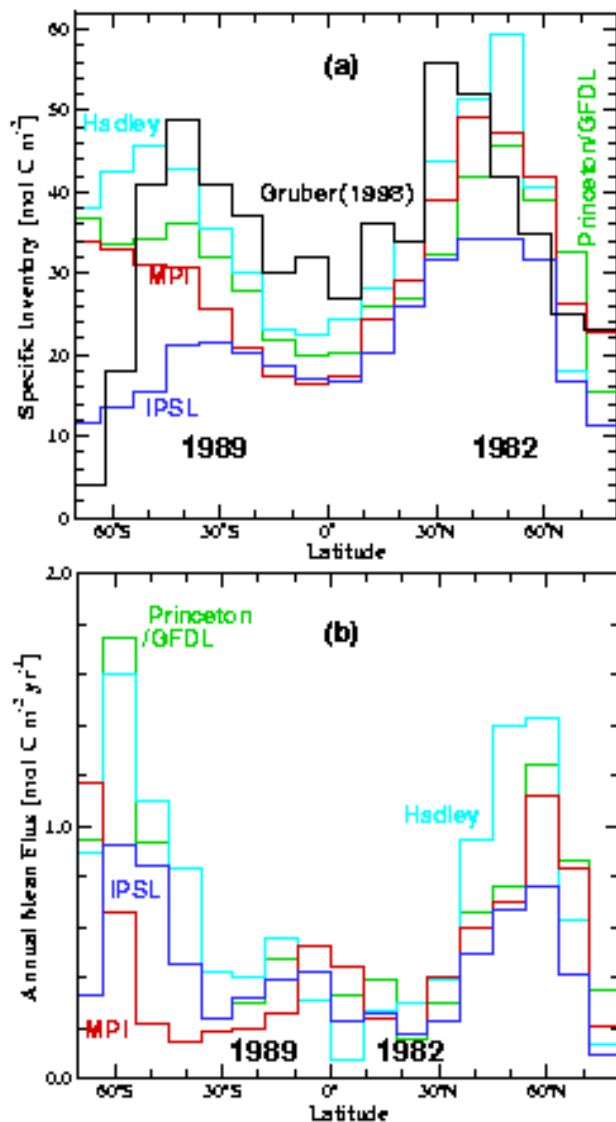 60
50
40
30
20
10
0
Specific Inventory [mol C m⁻²]
(a)
Hadley
Gruber(1998)
Princeton/GFDL
MPI
IPSL
1989
1982
60°S
30°S
0°
30°N
60°N
Latitude
2.0
1.0
0.0
Annual Mean Flux [mol C m⁻² yr⁻¹]
Princeton
/GFDL
(b)
Hadley
IPSL
MPI
1989
1982
60°S
30°S
0°
30°N
60°N
Latitude